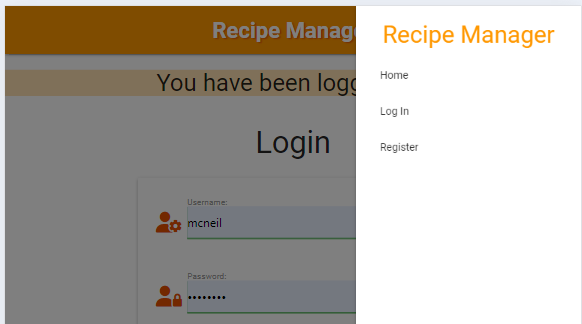 Recipe Manag
You have been logg
Login
Username:
mcneil
Password:
••••••••
Recipe Manager
Home
Log In
Register